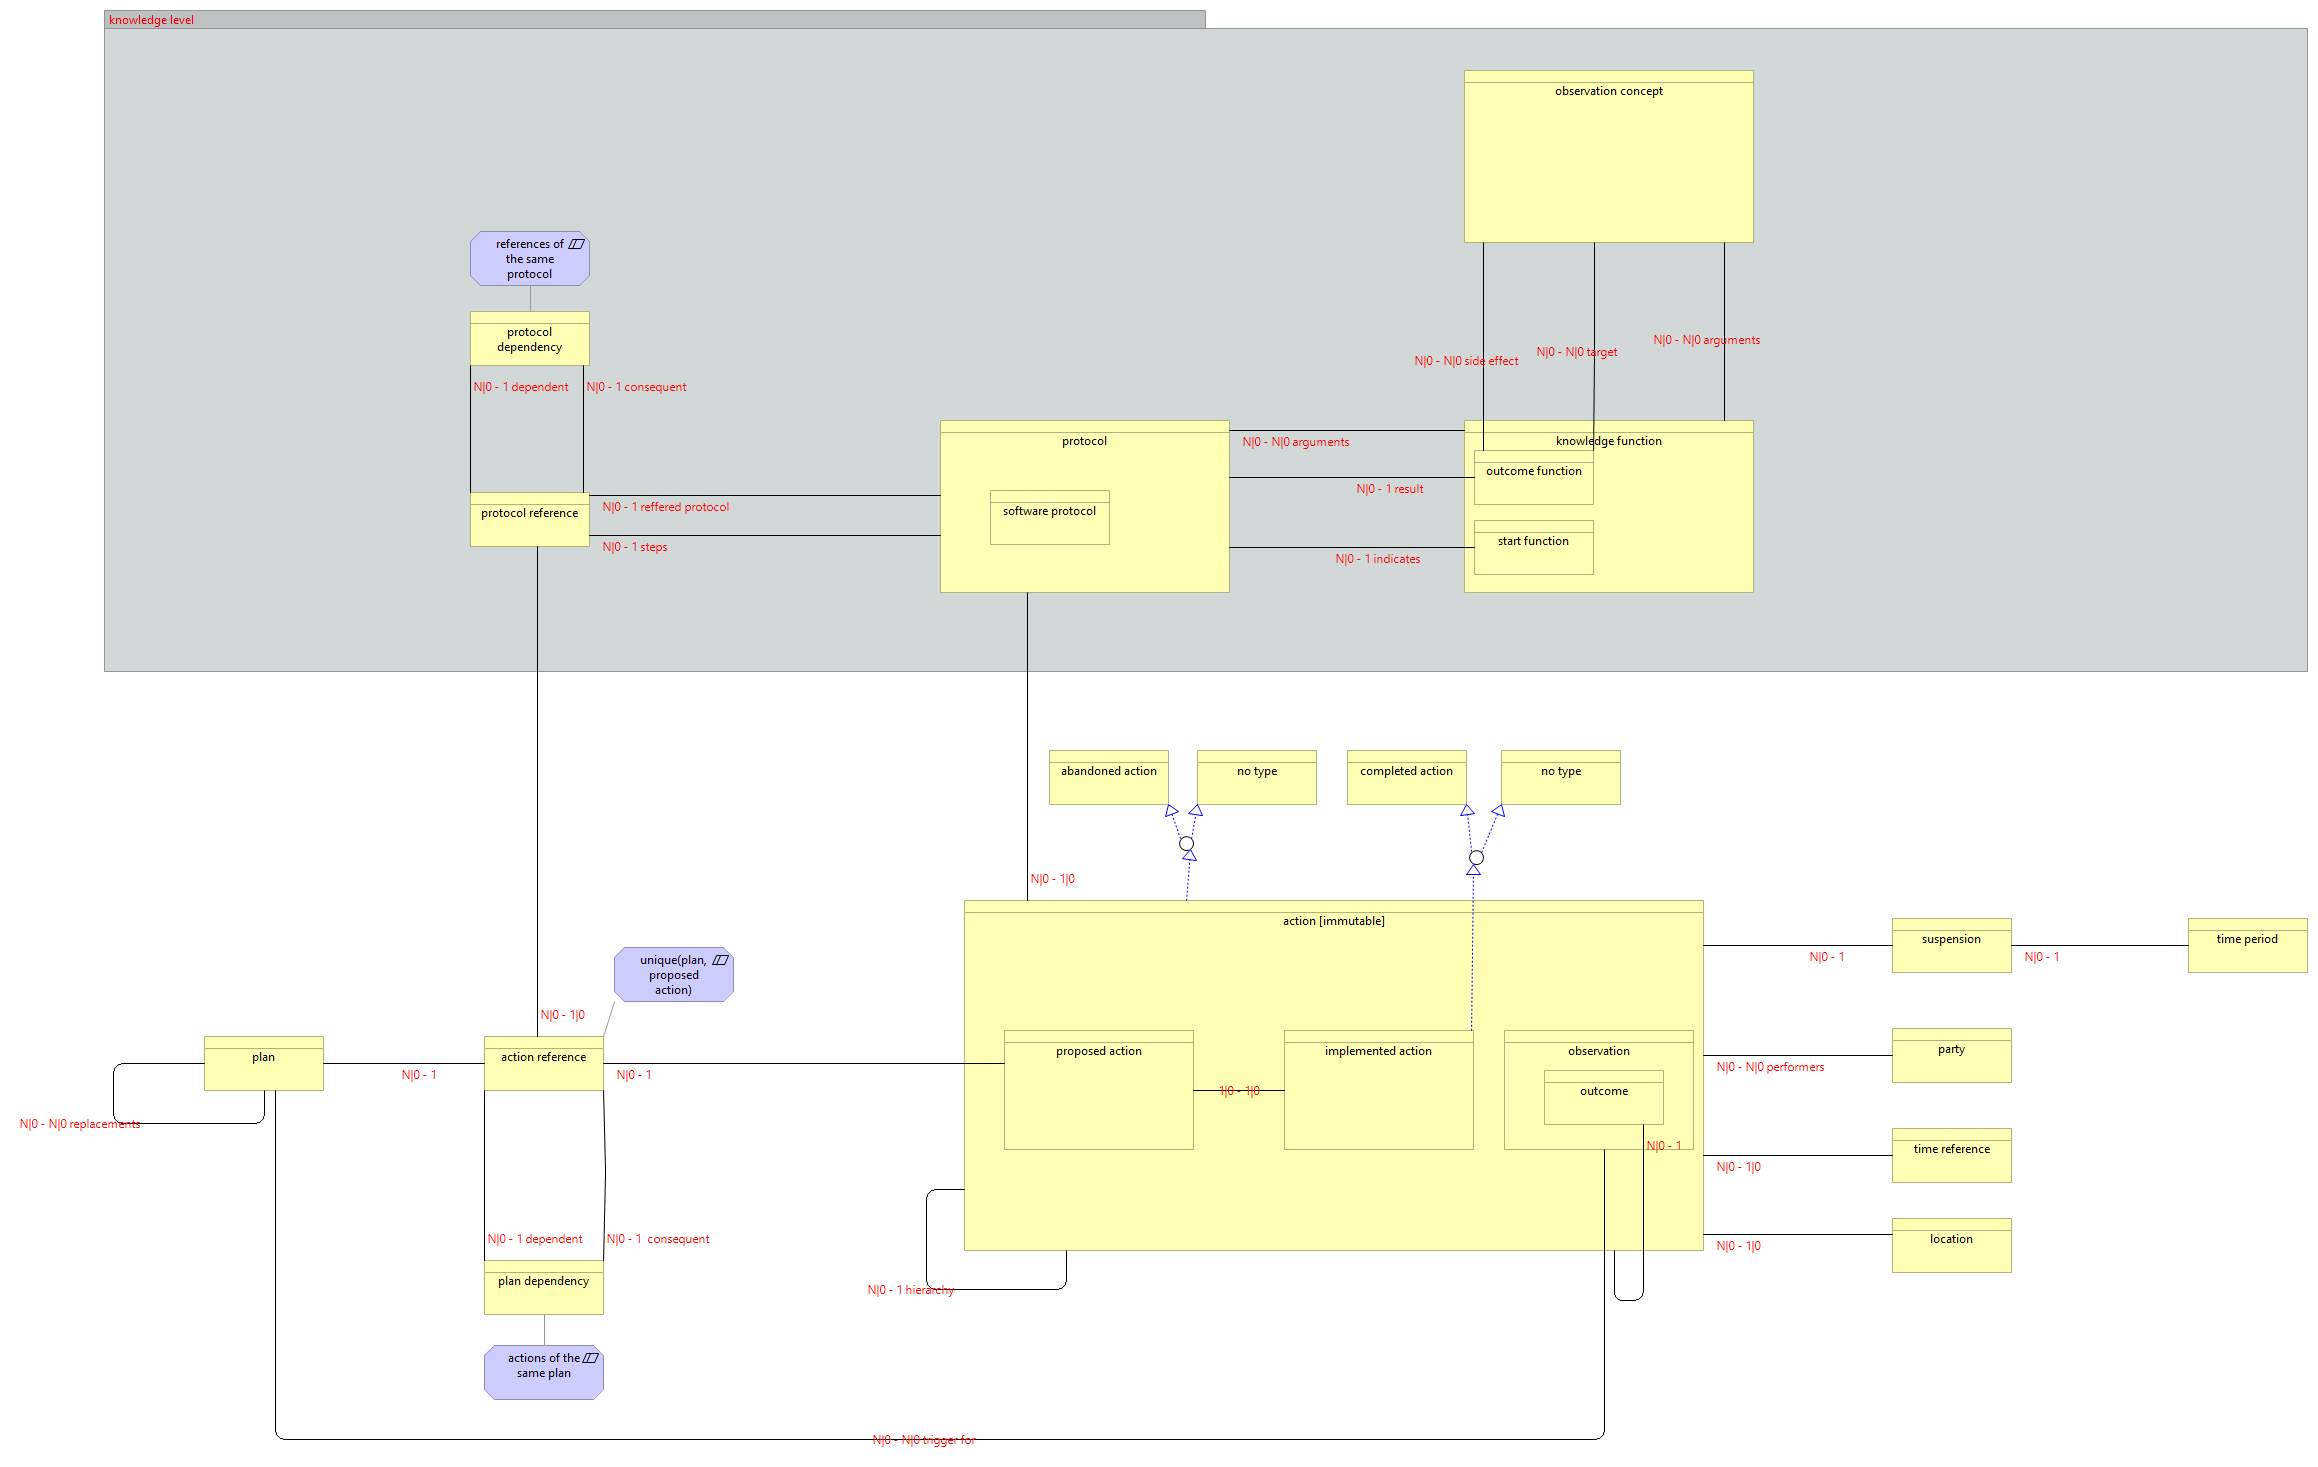 knowledge level
observation concept
references of
the same
protocol
protocol
dependency
N|0 - N|0 arguments
N|0 - N|0 target
N|0 - N|0 side effect
N|0 - 1 dependent
N|0 - 1 consequent
protocol
knowledge function
N|0 - N|0 arguments
outcome function
N|0 - 1 result
protocol reference
N|0 - 1 reffered protocol
software protocol
N|0 - 1 steps
start function
N|0 - 1 indicates
abandoned action
no type
completed action
no type
N|0 - 1|0
action [immutable]
suspension
time period
N|0 - 1
N|0 - 1
unique(plan,
proposed
action)
N|0 - 1|0
plan
action reference
proposed action
implemented action
observation
party
N|0 - 1
N|0 - 1
N|0 - N|0 performers
1|0 - 1|0
outcome
N|0 - N|0 replacements
N|0 - 1
time reference
N|0 - 1|0
N|0 - 1 dependent
N|0 - 1  consequent
location
N|0 - 1|0
plan dependency
N|0 - 1 hierarchy
actions of the
same plan
N|0 - N|0 trigger for